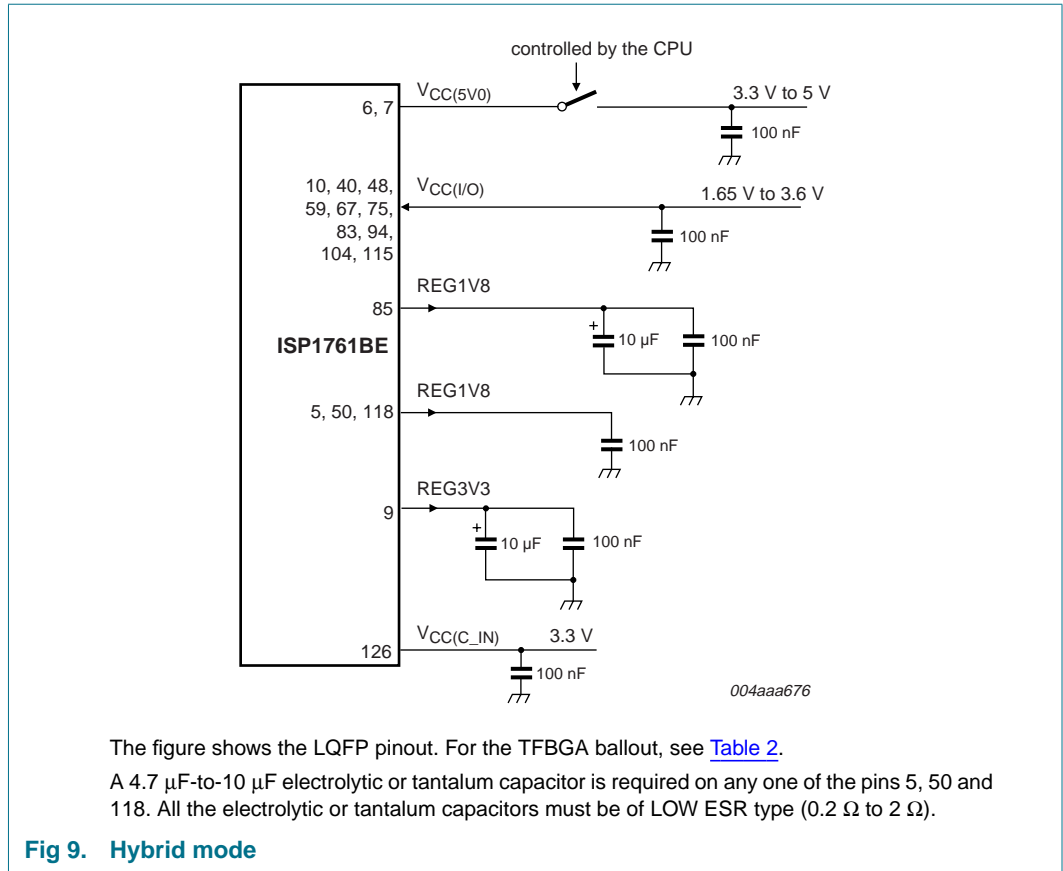 controlled by the CPU
6, 7
VCC(5V0)
3.3 V to 5 V
100 nF
10, 40, 48,
59, 67, 75,
83, 94,
104, 115
VCC(I/O)
1.65 V to 3.6 V
100 nF
85
REG1V8
+
10 μF
100 nF
ISP1761BE
5, 50, 118
REG1V8
100 nF
9
REG3V3
+
10 μF
100 nF
126
VCC(C_IN)
3.3 V
100 nF
004aaa676
The figure shows the LQFP pinout. For the TFBGA ballout, see Table 2.
A 4.7 μF-to-10 μF electrolytic or tantalum capacitor is required on any one of the pins 5, 50 and
118. All the electrolytic or tantalum capacitors must be of LOW ESR type (0.2 Ω to 2 Ω).
Fig 9. Hybrid mode